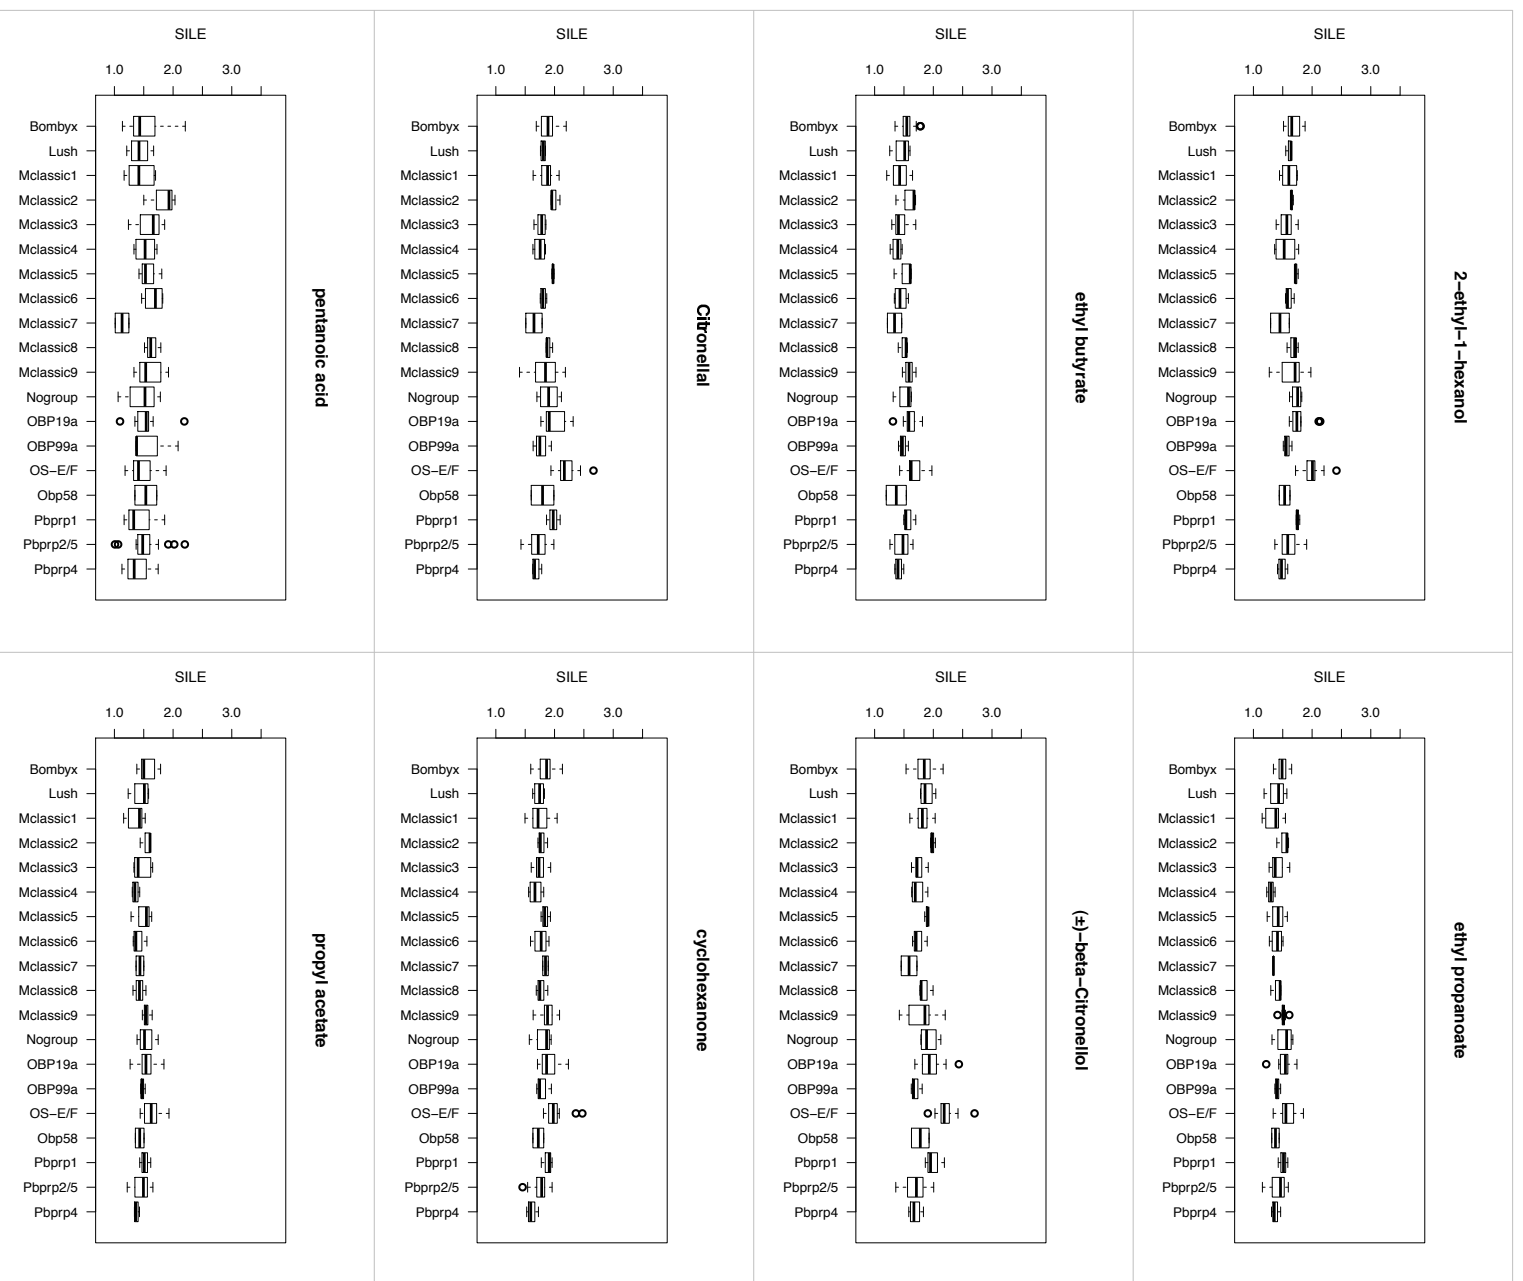 SILE
1.0 2.0 3.0
Bombyx
Lush
Mclassic1
Mclassic2
Mclassic3
Mclassic4
Mclassic5
Mclassic6
Mclassic7
Mclassic8
Mclassic9
Nogroup
OBP19a
OBP99a
OS−E/F
Obp58
Pbprp1
Pbprp2/5
Pbprp4
pentanoic acid
SILE
1.0 2.0 3.0
Bombyx
Lush
Mclassic1
Mclassic2
Mclassic3
Mclassic4
Mclassic5
Mclassic6
Mclassic7
Mclassic8
Mclassic9
Nogroup
OBP19a
OBP99a
OS−E/F
Obp58
Pbprp1
Pbprp2/5
Pbprp4
Citronellal
SILE
1.0 2.0 3.0
Bombyx
Lush
Mclassic1
Mclassic2
Mclassic3
Mclassic4
Mclassic5
Mclassic6
Mclassic7
Mclassic8
Mclassic9
Nogroup
OBP19a
OBP99a
OS−E/F
Obp58
Pbprp1
Pbprp2/5
Pbprp4
ethyl butyrate
SILE
1.0 2.0 3.0
Bombyx
Lush
Mclassic1
Mclassic2
Mclassic3
Mclassic4
Mclassic5
Mclassic6
Mclassic7
Mclassic8
Mclassic9
Nogroup
OBP19a
OBP99a
OS−E/F
Obp58
Pbprp1
Pbprp2/5
Pbprp4
2−ethyl−1−hexanol
SILE
1.0 2.0 3.0
Bombyx
Lush
Mclassic1
Mclassic2
Mclassic3
Mclassic4
Mclassic5
Mclassic6
Mclassic7
Mclassic8
Mclassic9
Nogroup
OBP19a
OBP99a
OS−E/F
Obp58
Pbprp1
Pbprp2/5
Pbprp4
propyl acetate
SILE
1.0 2.0 3.0
Bombyx
Lush
Mclassic1
Mclassic2
Mclassic3
Mclassic4
Mclassic5
Mclassic6
Mclassic7
Mclassic8
Mclassic9
Nogroup
OBP19a
OBP99a
OS−E/F
Obp58
Pbprp1
Pbprp2/5
Pbprp4
cyclohexanone
SILE
1.0 2.0 3.0
Bombyx
Lush
Mclassic1
Mclassic2
Mclassic3
Mclassic4
Mclassic5
Mclassic6
Mclassic7
Mclassic8
Mclassic9
Nogroup
OBP19a
OBP99a
OS−E/F
Obp58
Pbprp1
Pbprp2/5
Pbprp4
(±)−beta−Citronellol
SILE
1.0 2.0 3.0
Bombyx
Lush
Mclassic1
Mclassic2
Mclassic3
Mclassic4
Mclassic5
Mclassic6
Mclassic7
Mclassic8
Mclassic9
Nogroup
OBP19a
OBP99a
OS−E/F
Obp58
Pbprp1
Pbprp2/5
Pbprp4
ethyl propanoate